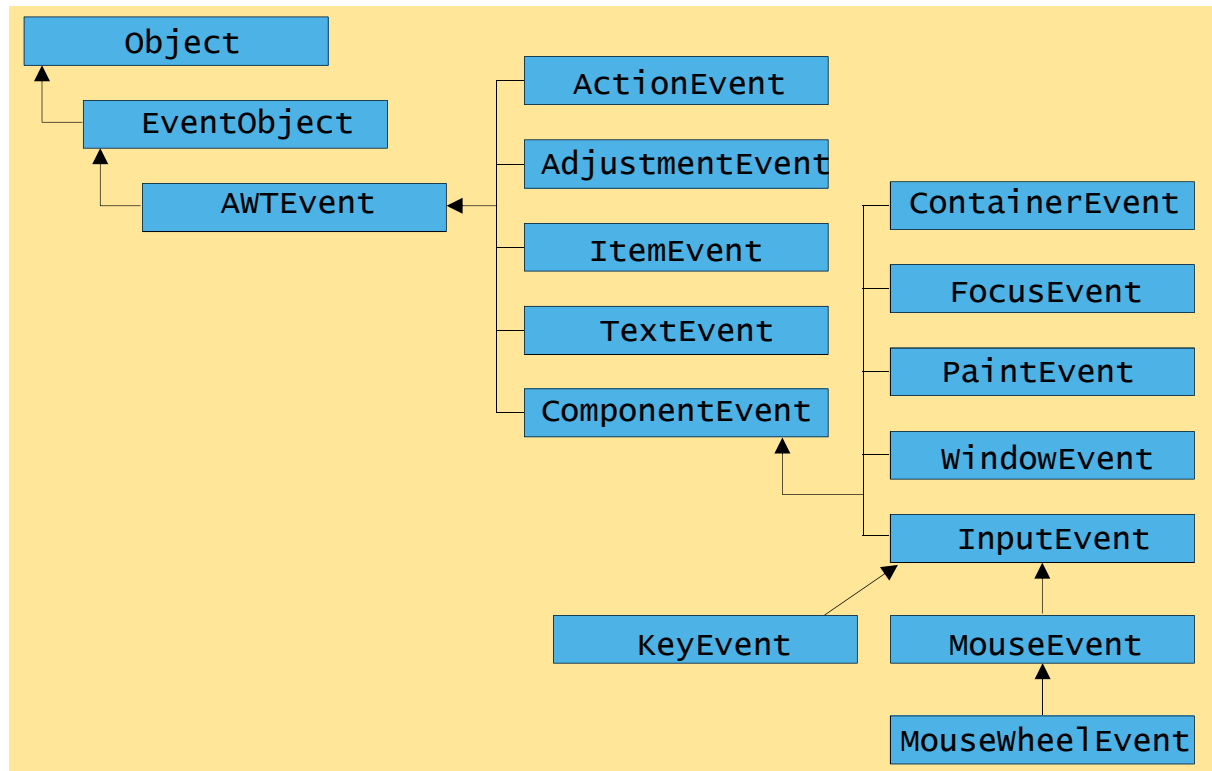 Object
EventObject
AWTEvent
ActionEvent
AdjustmentEvent
ItemEvent
TextEvent
ComponentEvent
ContainerEvent
FocusEvent
PaintEvent
WindowEvent
InputEvent
KeyEvent
MouseEvent
MouseWheelEvent